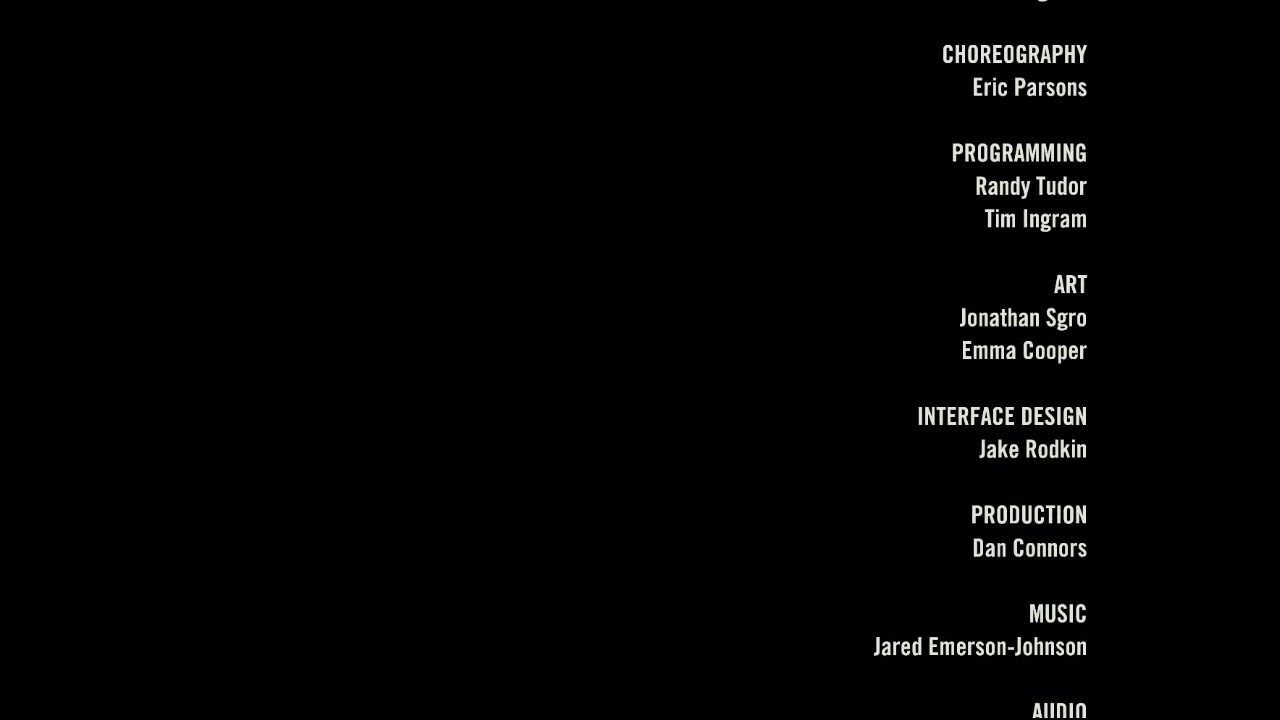 CHOREOGRAPHY
Eric Parsons
PROGRAMMING
Randy Tudor
Tim Ingram
ART
Jonathan Sgro
Emma Cooper
INTERFACE DESIGN
Jake Rodkin
PRODUCTION
Dan Connors
MUSIC
Jared Emerson-Johnson
AUDIO